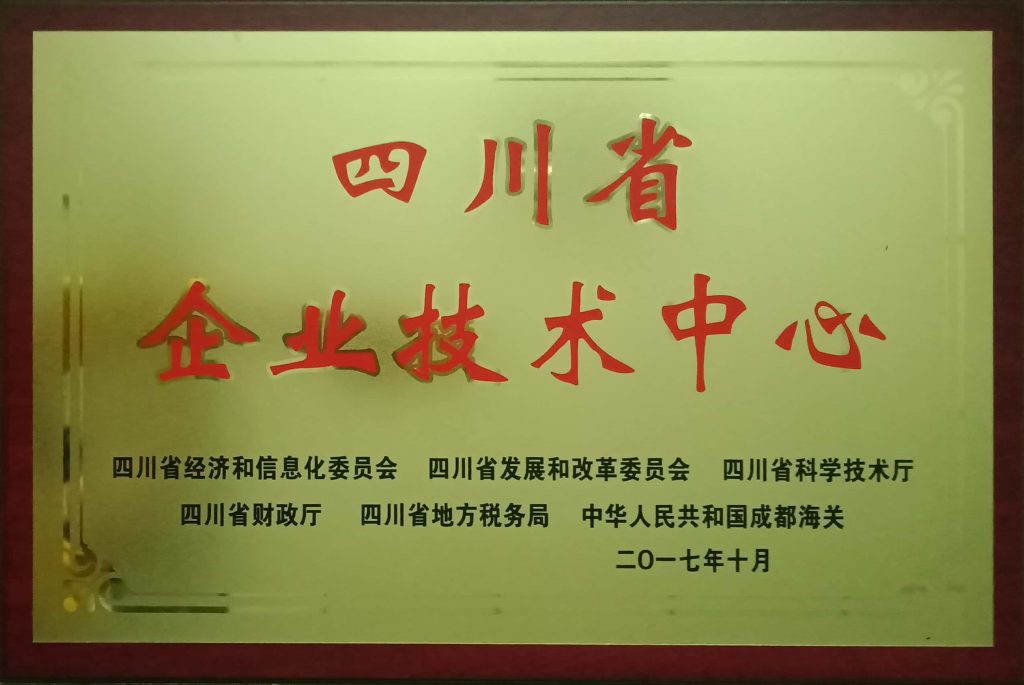 四川省
企业技术中心
四川省经济和信息化委员会 四川省发展和改革委员会 四川省科学技术厅
四川省财政厅 四川省地方税务局 中华人民共和国成都海关
二〇一七年十月